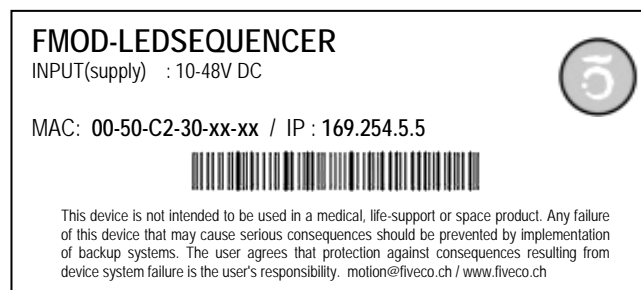 FMOD-LEDSEQUENCER
INPUT(supply) : 10-48V DC
MAC: 00-50-C2-30-xx-xx / IP : 169.254.5.5
This device is not intended to be used in a medical, life-support or space product. Any failure
of this device that may cause serious consequences should be prevented by implementation
of backup systems. The user agrees that protection against consequences resulting from
device system failure is the user's responsibility. motion@fiveco.ch / www.fiveco.ch